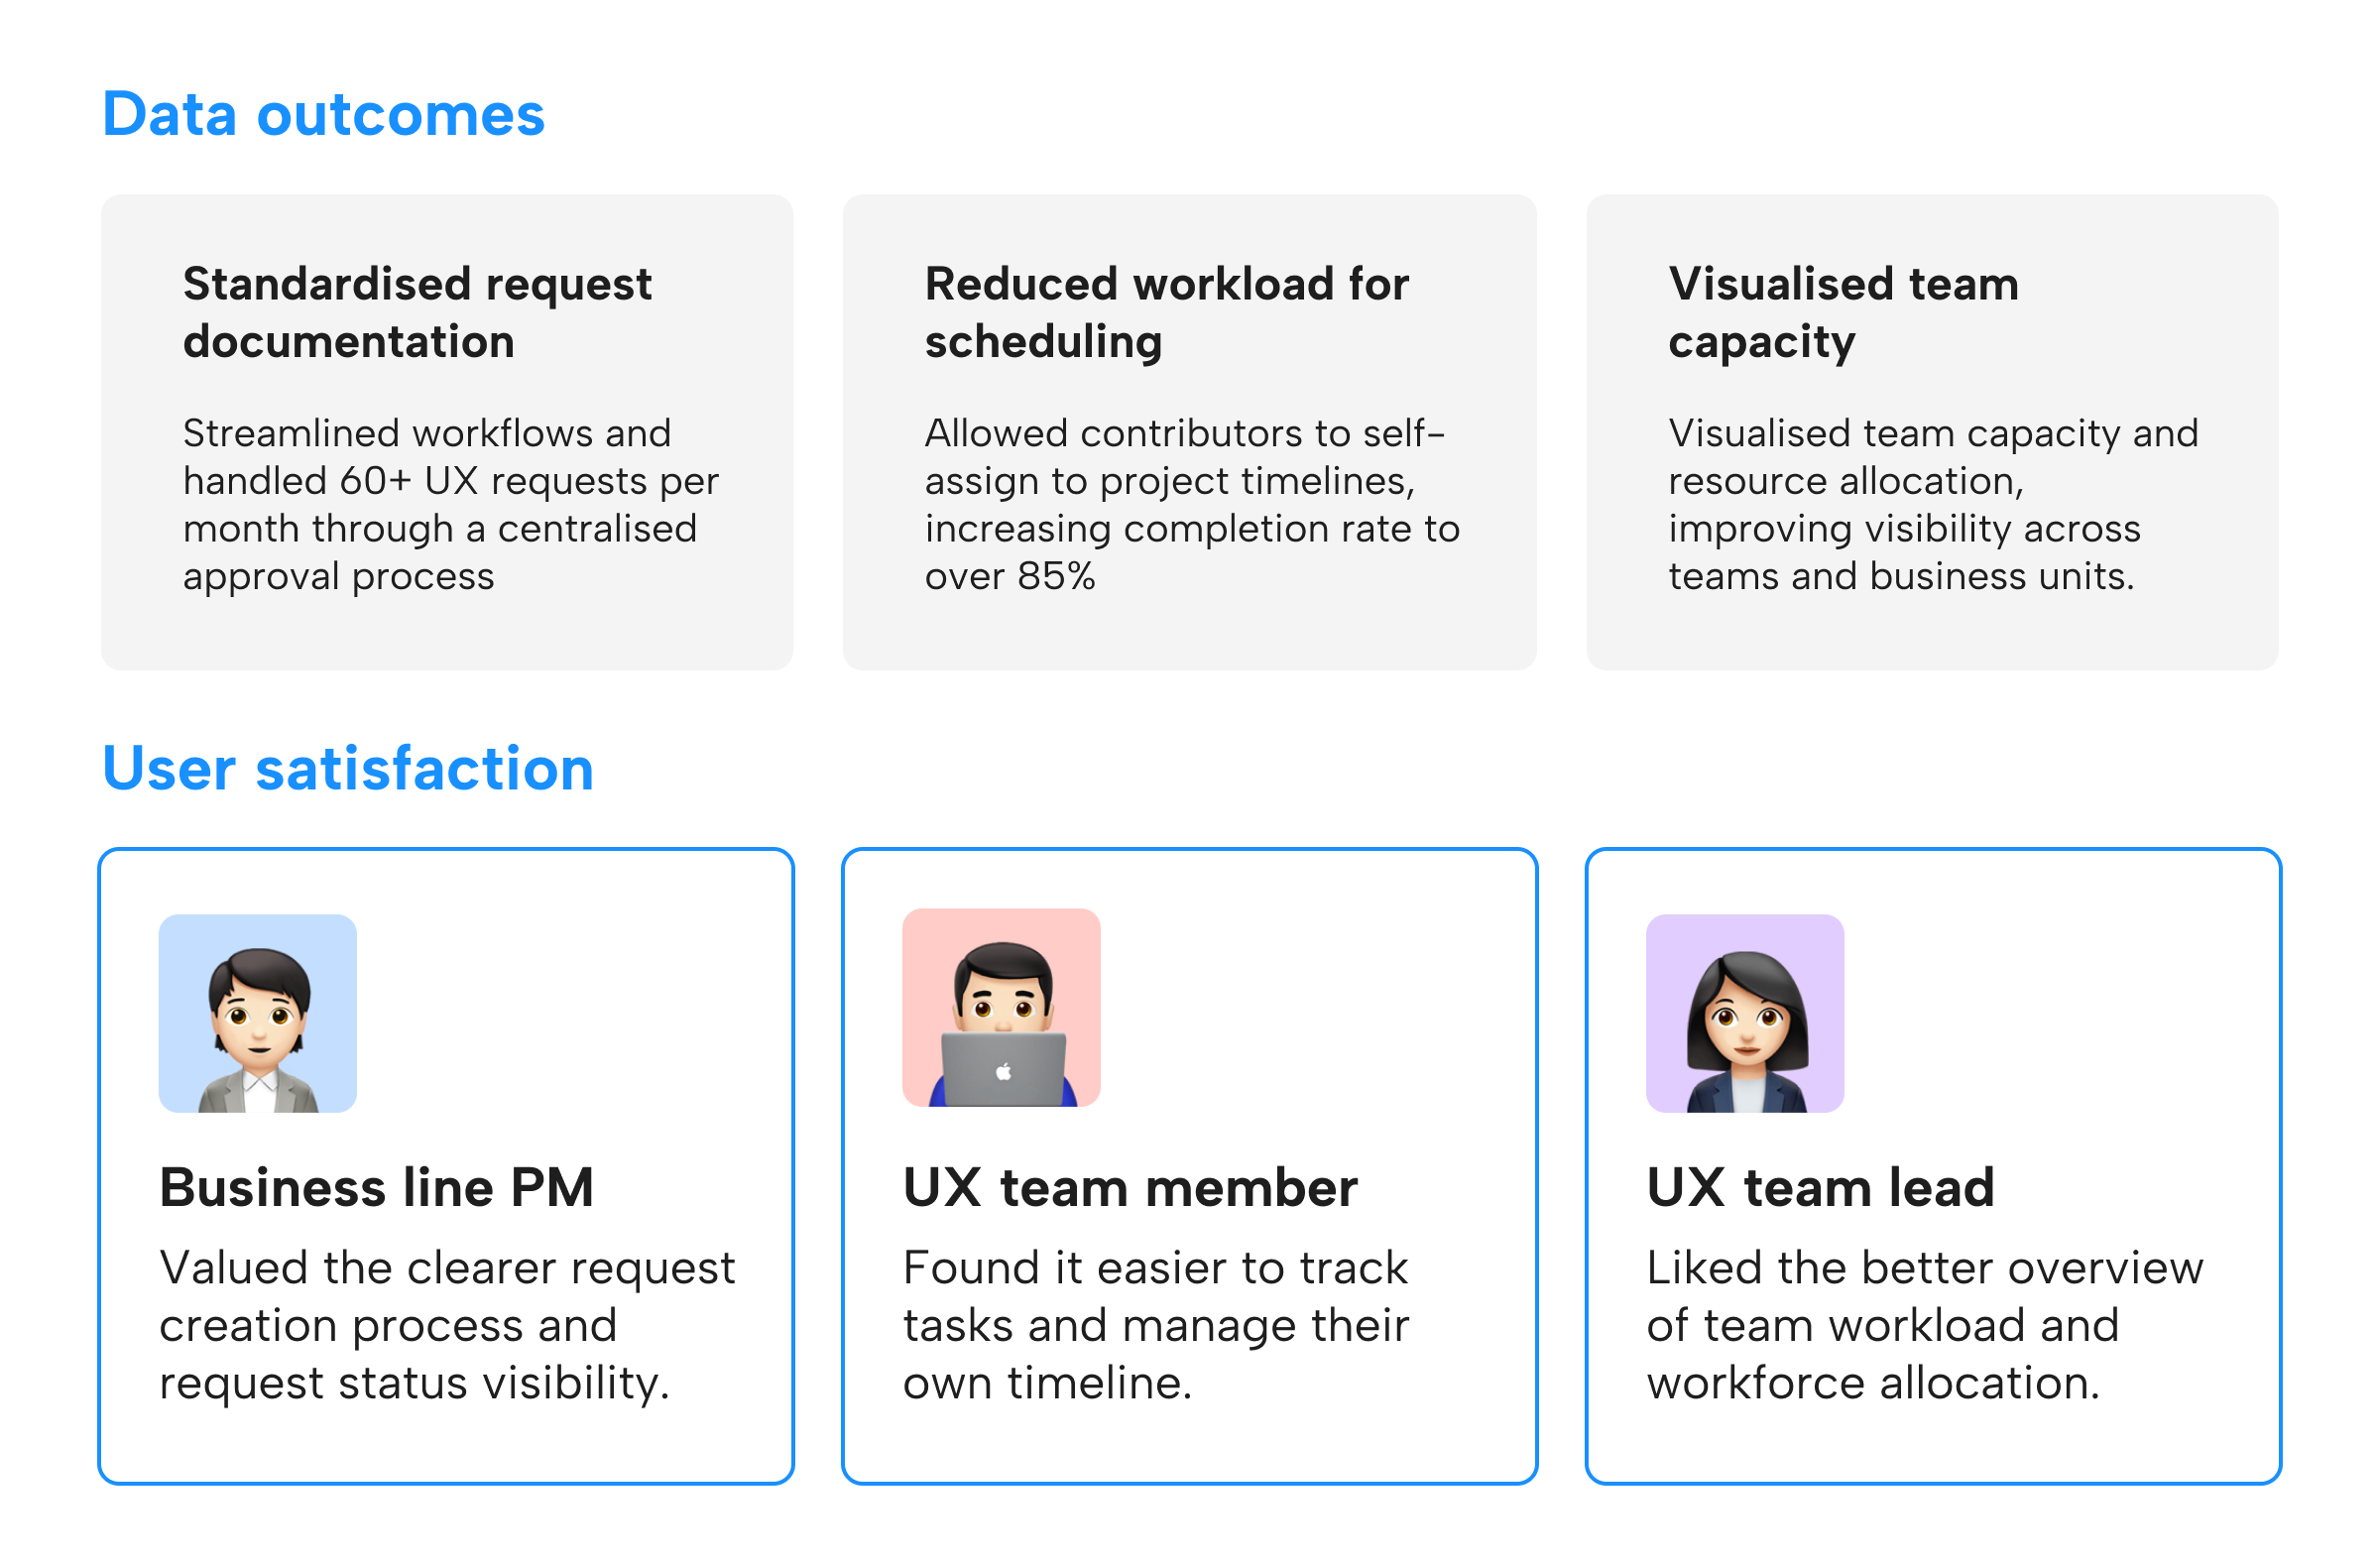 Data outcomes
Standardised request
documentation
Streamlined workflows and
handled 60+ UX requests per
month through a centralised
approval process
Reduced workload for
scheduling
Allowed contributors to self-
assign to project timelines,
increasing completion rate to
over 85%
Visualised team
capacity
Visualised team capacity and
resource allocation,
improving visibility across
teams and business units.
User satisfaction
Business line PM
Valued the clearer request
creation process and
request status visibility.
UX team member
Found it easier to track
tasks and manage their
own timeline.
UX team lead
Liked the better overview
of team workload and
workforce allocation.